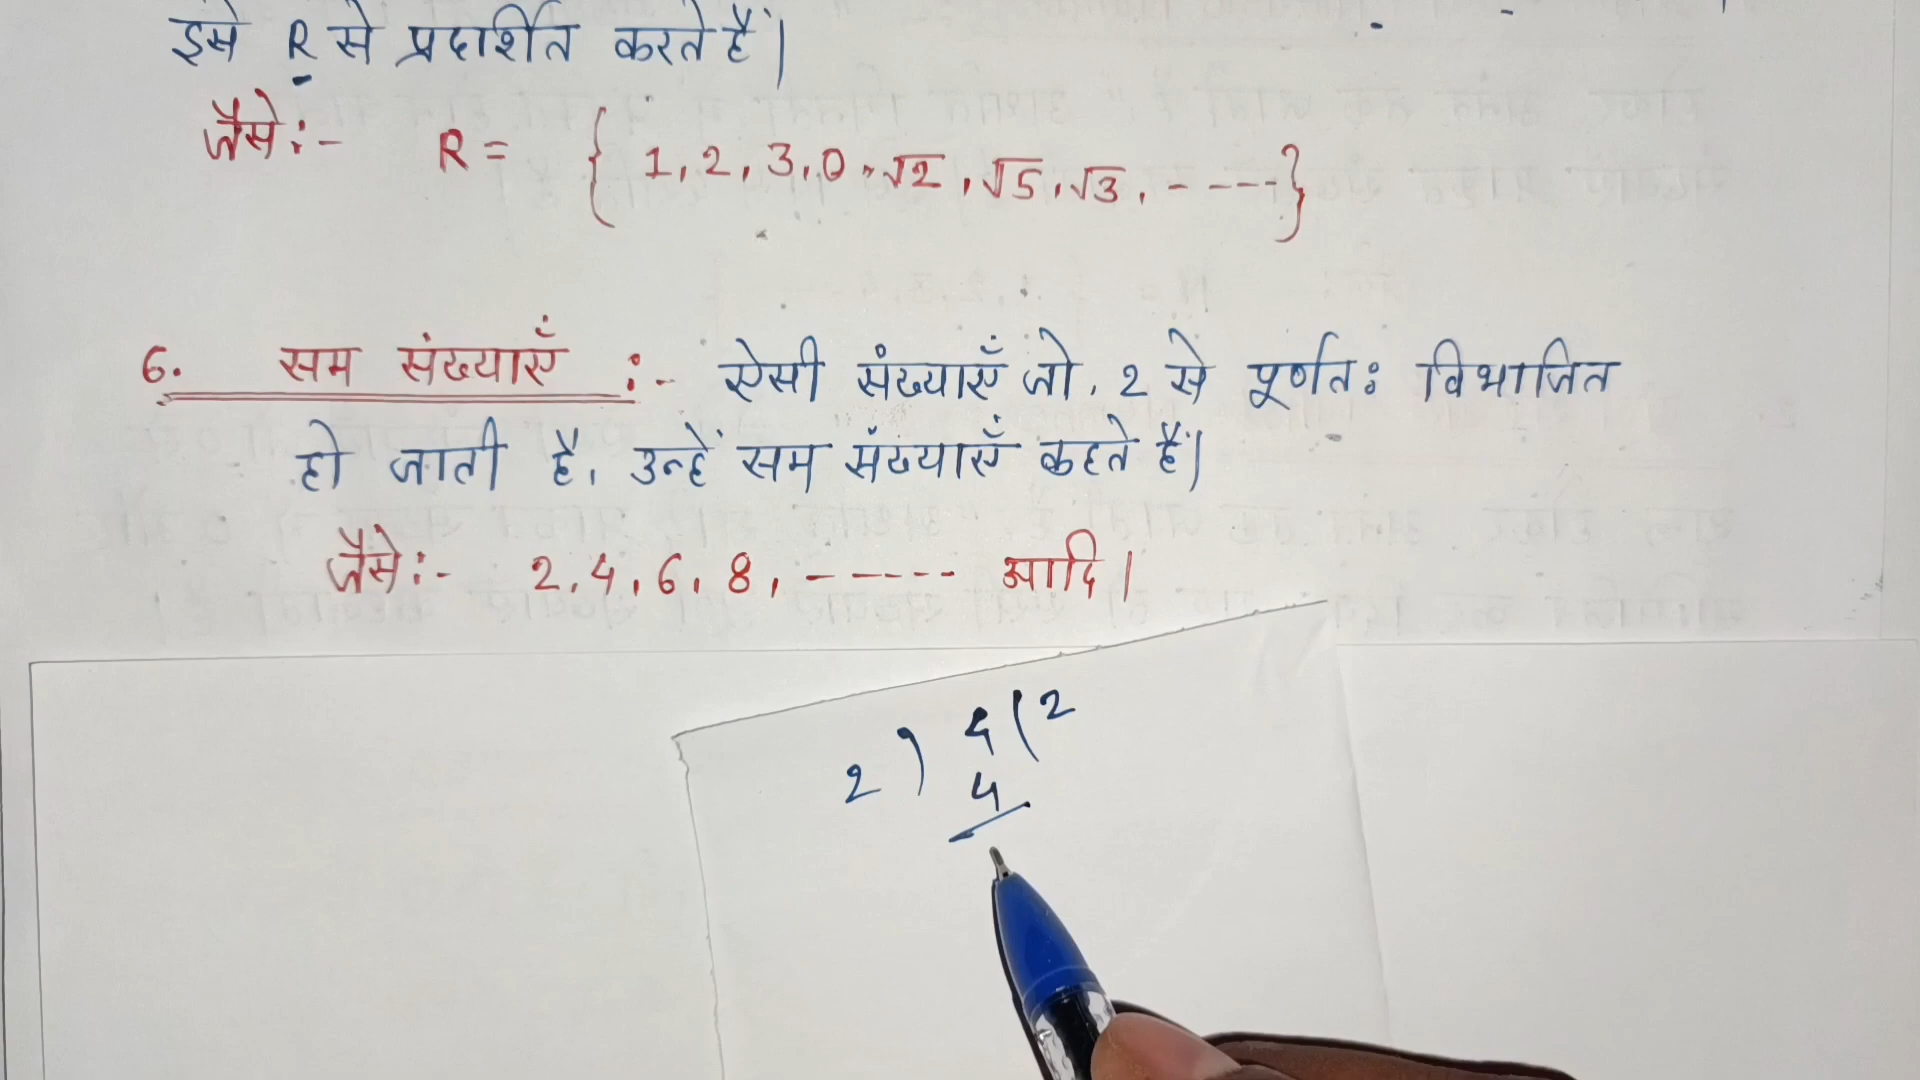 इसे R से प्रदर्शित करते हैं।
जैसे:- R = { 1, 2, 3, 0, √2, √5, √3, - - - - }
6. सम संख्याएँ :- ऐसी संख्याएँ जो, 2 से पूर्णत: विभाजित
हो जाती है, उन्हें सम संख्याएँ कहते हैं।
जैसे:- 2, 4, 6, 8, - - - - - आदि।
2 ) 4 ( 2
4